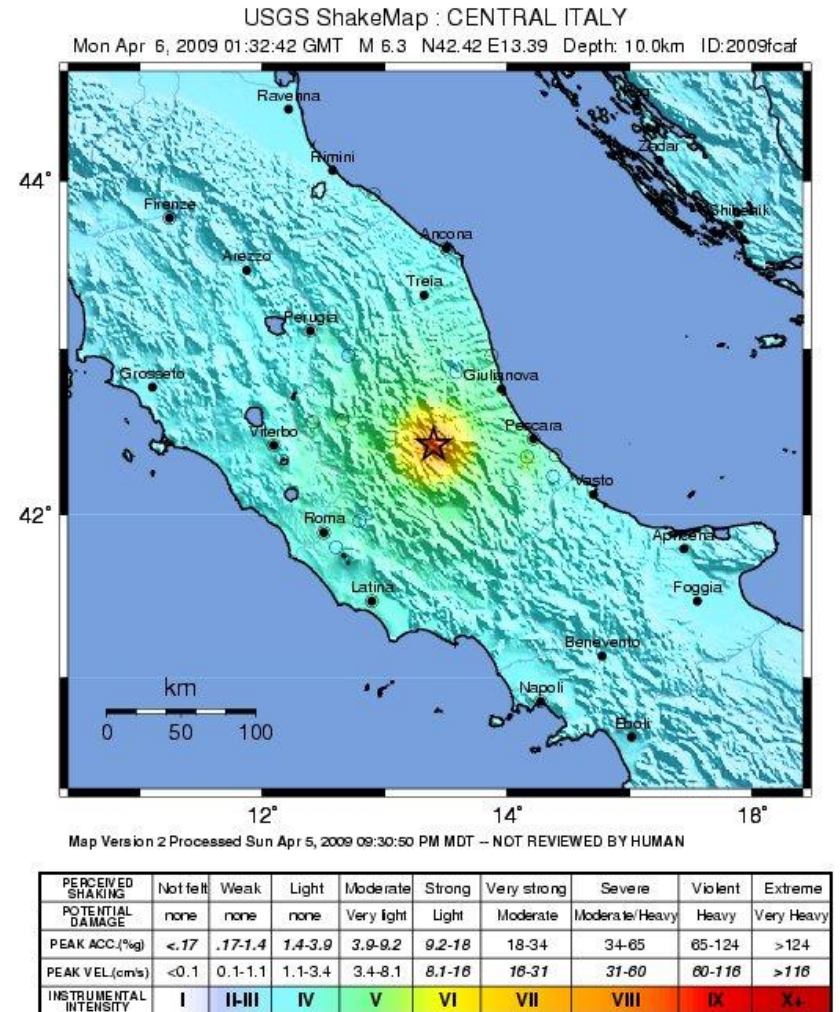 USGS ShakeMap : CENTRAL ITALY
Mon Apr 6, 2009 01:32:42 GMT M 6.3 N42.42 E13.39 Depth: 10.0km ID:2009fcaf
Ravenna
Rimini
Zadar
44°
Firenze
Shibenik
Ancona
Arezzo
Treia
Perugia
Grosseto
Giulianova
Viterbo
Pescara
Vasto
42°
Roma
Apricena
Latina
Foggia
Benevento
km
Napoli
0 50 100
Eboli
12° 14° 16°
Map Version 2 Processed Sun Apr 5, 2009 09:30:50 PM MDT -- NOT REVIEWED BY HUMAN
PERCEIVED SHAKING Not felt Weak Light Moderate Strong Very strong Severe Violent Extreme
POTENTIAL DAMAGE none none none Very light Light Moderate Moderate/Heavy Heavy Very Heavy
PEAK ACC.(%g) <.17 .17-1.4 1.4-3.9 3.9-9.2 9.2-18 18-34 34-65 65-124 >124
PEAK VEL.(cm/s) <0.1 0.1-1.1 1.1-3.4 3.4-8.1 8.1-16 16-31 31-60 60-116 >116
INSTRUMENTAL INTENSITY I II-III IV V VI VII VIII IX X+